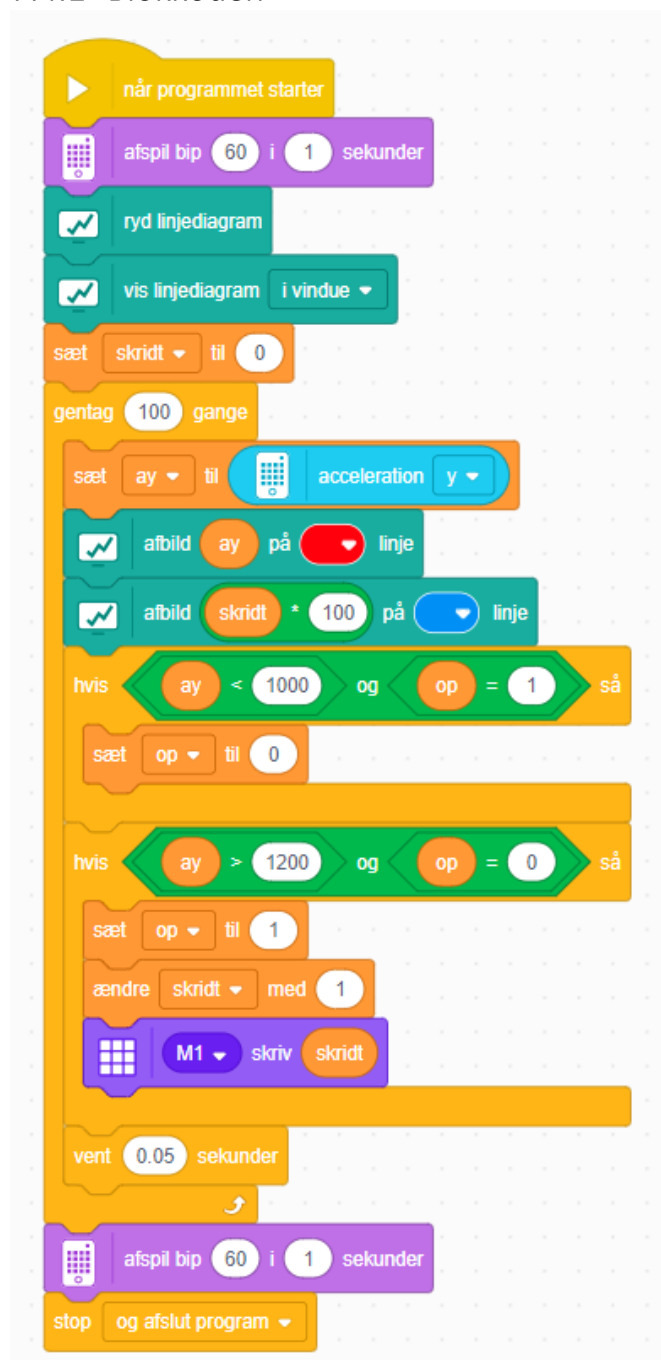 når programmet starter
afspil bip 60 i 1 sekunder
ryd linjediagram
vis linjediagram i vindue
sæt skridt til 0
gentag 100 gange
sæt ay til acceleration y
afbild ay på linje
afbild skridt * 100 på linje
hvis ay < 1000 og op = 1 så
sæt op til 0
hvis ay > 1200 og op = 0 så
sæt op til 1
ændre skridt med 1
M1 skriv skridt
vent 0.05 sekunder
afspil bip 60 i 1 sekunder
stop og afslut program